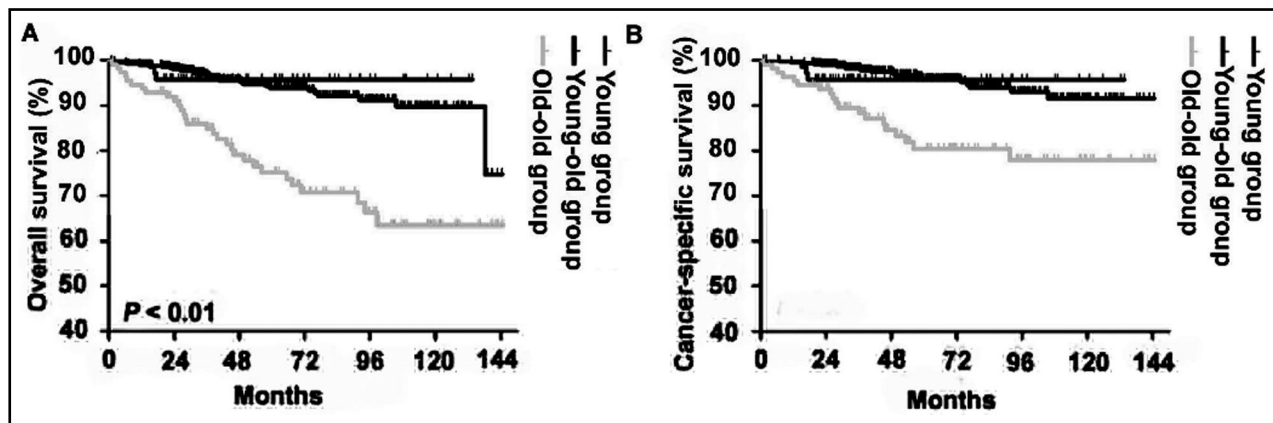 A
Overall survival (%)
100
90
80
70
60
50
40
P < 0.01
0 24 48 72 96 120 144
Months
Young group
Young-old group
Old-old group
B
Cancer-specific survival (%)
100
90
80
70
60
50
40
0 24 48 72 96 120 144
Months
Young group
Young-old group
Old-old group